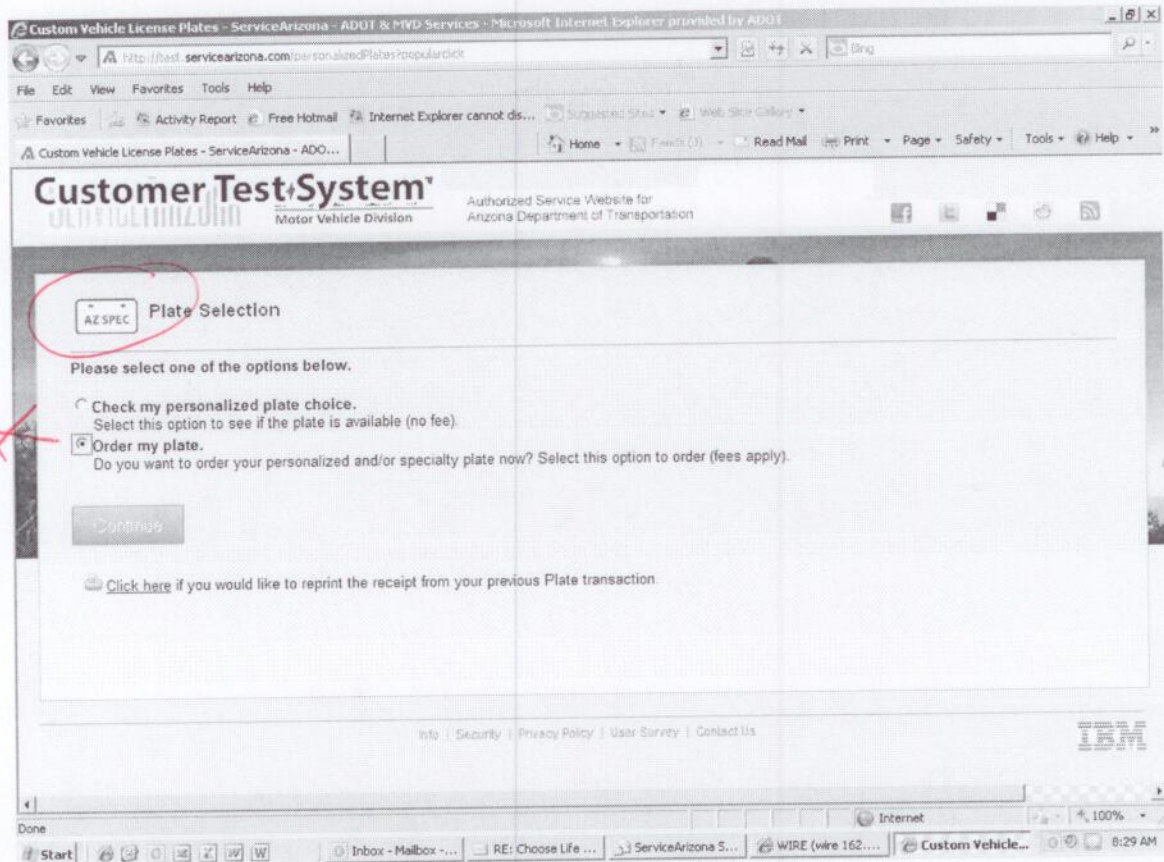 Custom Vehicle License Plates - ServiceArizona - ADOT & MVD Services - Microsoft Internet Explorer provided by ADOT
http://test.servicearizona.com/personalizedPlates?popularclick
Bing
File Edit View Favorites Tools Help
Favorites Activity Report Free Hotmail Internet Explorer cannot dis... Suggested Sites Web Slice Gallery
Custom Vehicle License Plates - ServiceArizona - ADO...
Home Feeds (J) Read Mail Print Page Safety Tools Help
Customer Test System
Motor Vehicle Division
Authorized Service Website for
Arizona Department of Transportation
AZ SPEC
Plate Selection
Please select one of the options below.
Check my personalized plate choice.
Select this option to see if the plate is available (no fee).
Order my plate.
Do you want to order your personalized and/or specialty plate now? Select this option to order (fees apply).
Continue
Click here if you would like to reprint the receipt from your previous Plate transaction.
Info | Security | Privacy Policy | User Survey | Contact Us
IBM
Done
Internet
100%
Start
Inbox - Mailbox -...
RE: Choose Life ...
ServiceArizona S...
WIRE (wire 162....
Custom Vehicle...
8:29 AM